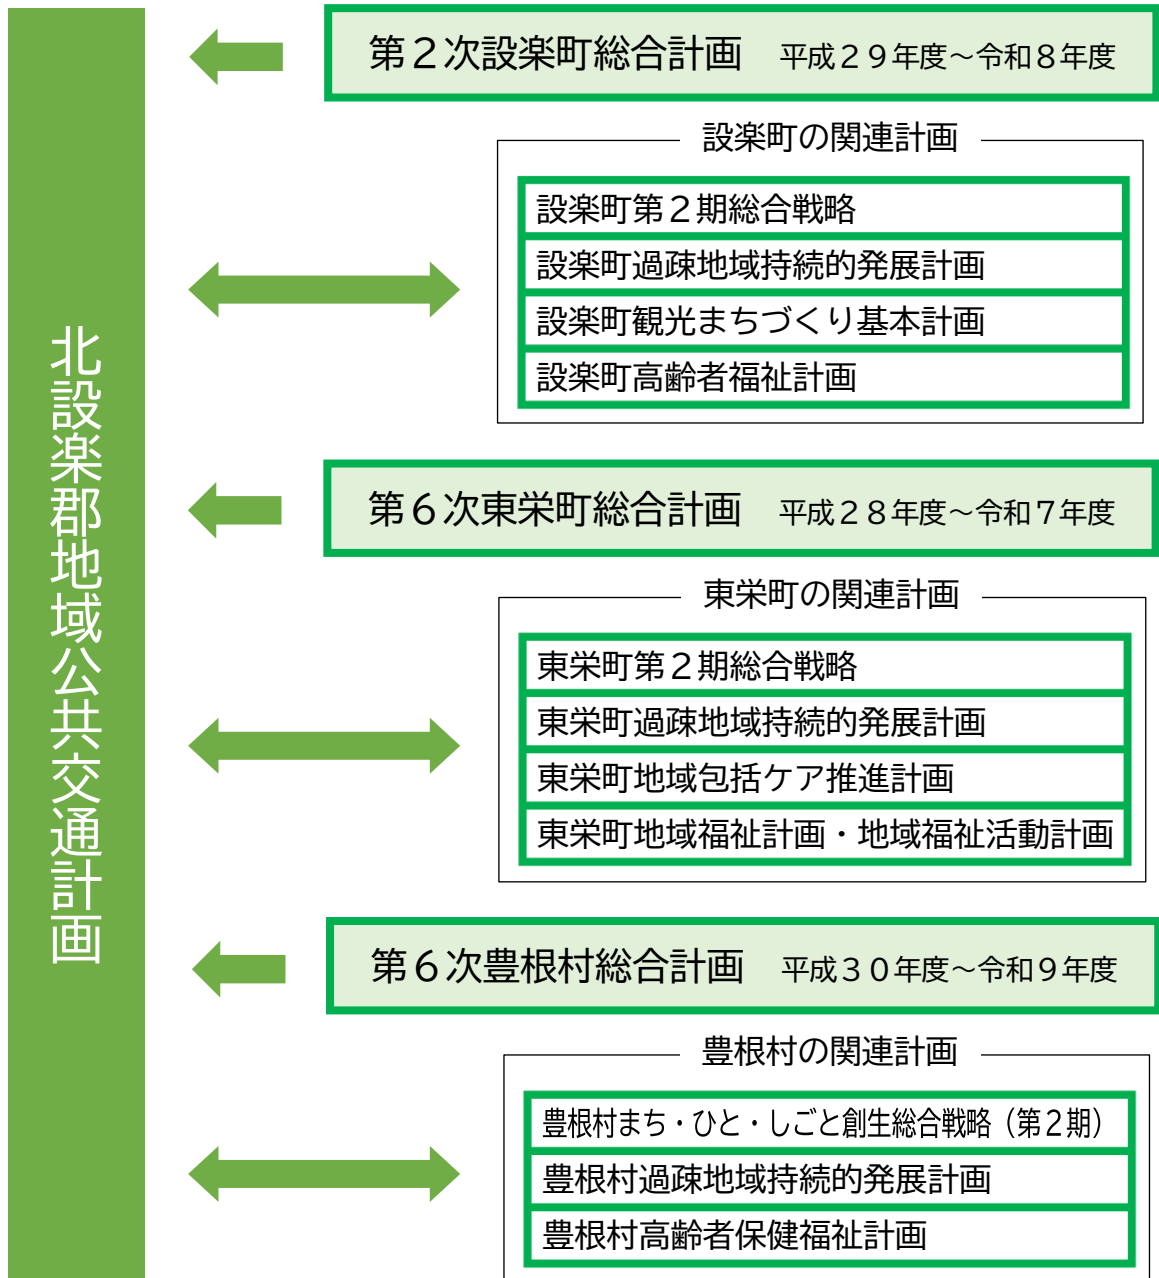 北設楽郡地域公共交通計画
第２次設楽町総合計画　平成２９年度～令和８年度
設楽町の関連計画
設楽町第２期総合戦略
設楽町過疎地域持続的発展計画
設楽町観光まちづくり基本計画
設楽町高齢者福祉計画
第６次東栄町総合計画　平成２８年度～令和７年度
東栄町の関連計画
東栄町第２期総合戦略
東栄町過疎地域持続的発展計画
東栄町地域包括ケア推進計画
東栄町地域福祉計画・地域福祉活動計画
第６次豊根村総合計画　平成３０年度～令和９年度
豊根村の関連計画
豊根村まち・ひと・しごと創生総合戦略（第２期）
豊根村過疎地域持続的発展計画
豊根村高齢者保健福祉計画